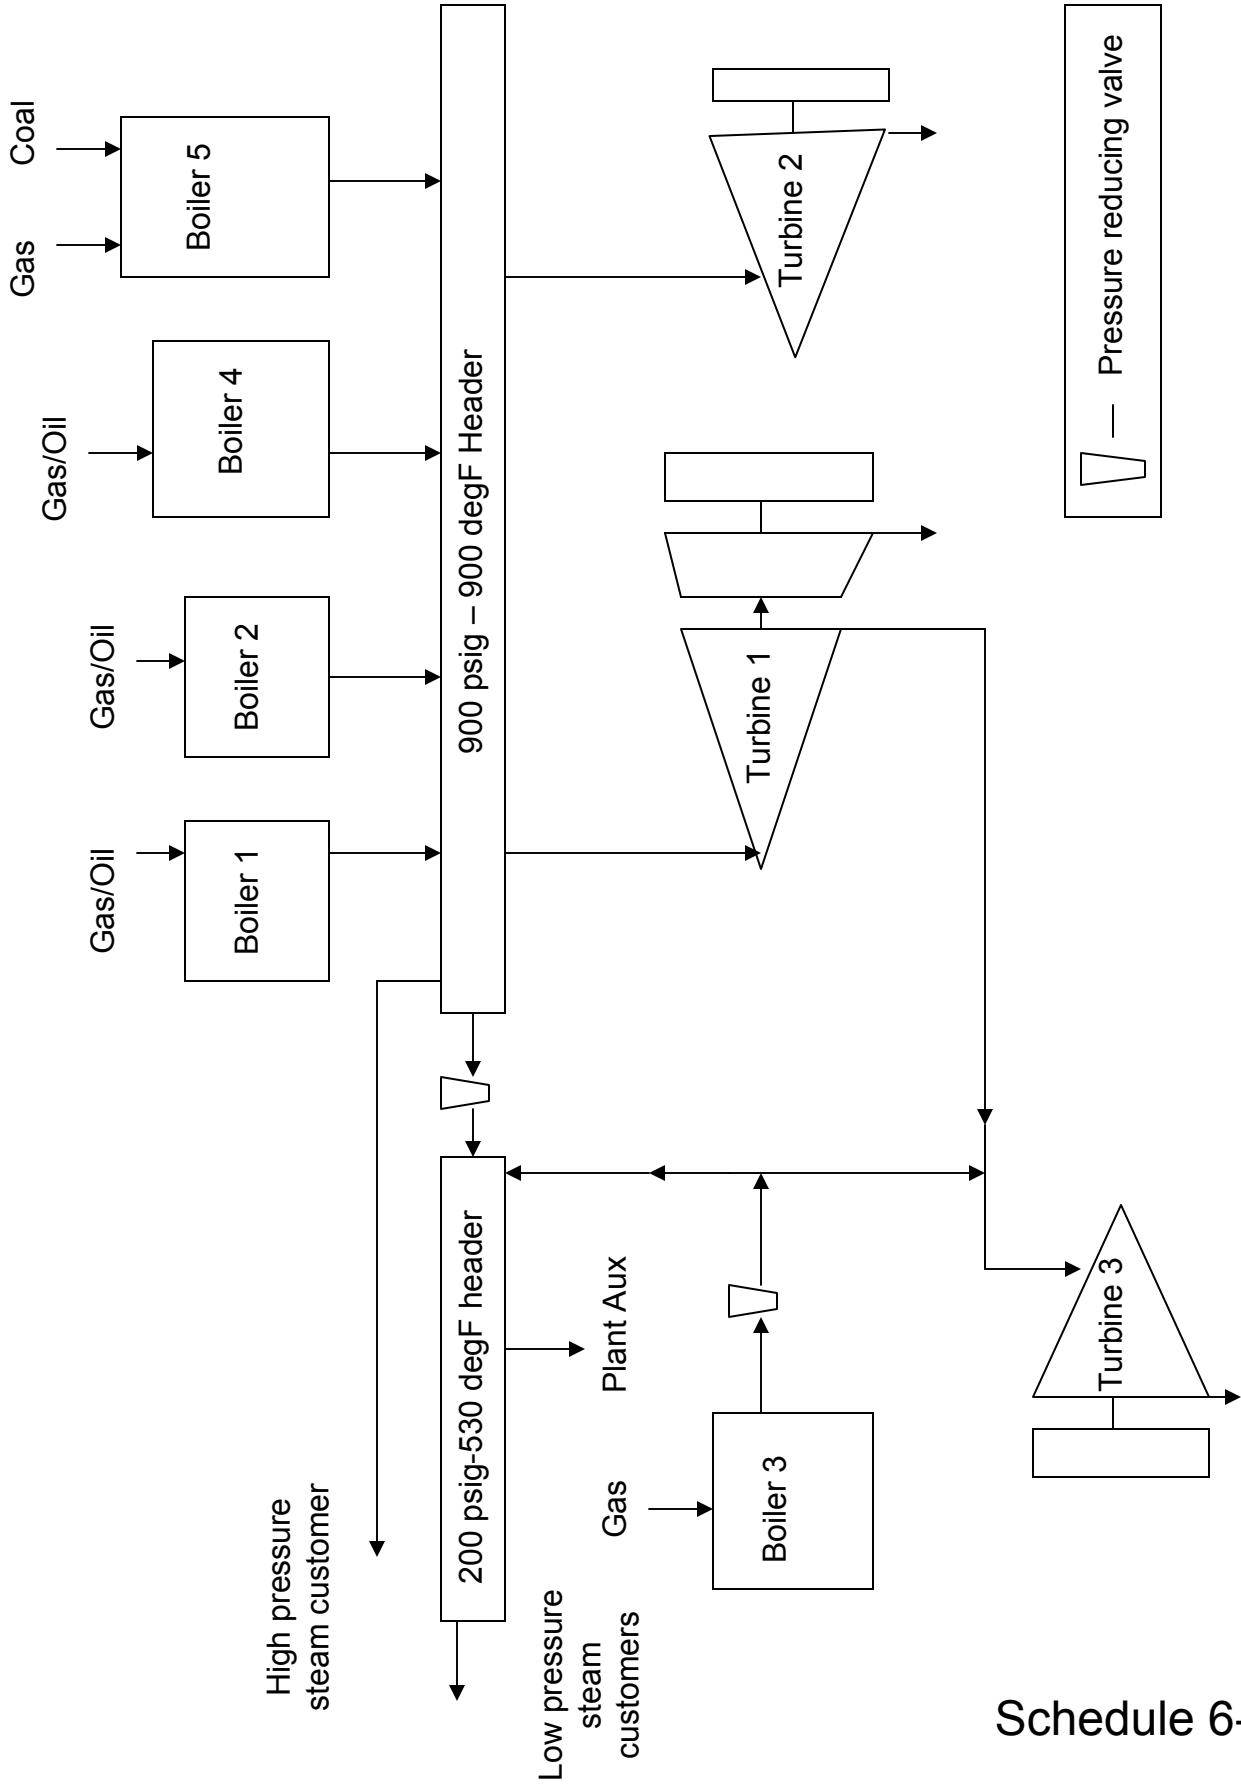 Gas/Oil
Gas/Oil
Gas/Oil
Gas
Coal
Boiler 1
Boiler 2
Boiler 4
Boiler 5
High pressure
steam customer
200 psig-530 degF header
900 psig – 900 degF Header
Low pressure
steam
customers
Gas
Plant Aux
Boiler 3
Turbine 1
Turbine 2
Turbine 3
— Pressure reducing valve
Schedule 6-